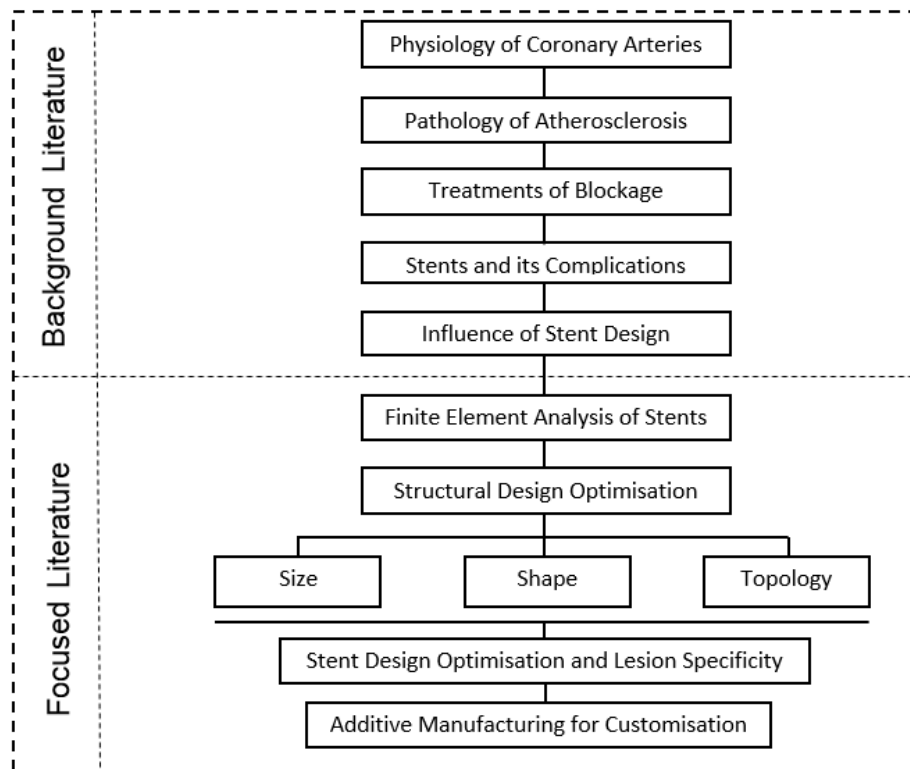 Background Literature
Physiology of Coronary Arteries
Pathology of Atherosclerosis
Treatments of Blockage
Stents and its Complications
Influence of Stent Design
Focused Literature
Finite Element Analysis of Stents
Structural Design Optimisation
Size
Shape
Topology
Stent Design Optimisation and Lesion Specificity
Additive Manufacturing for Customisation